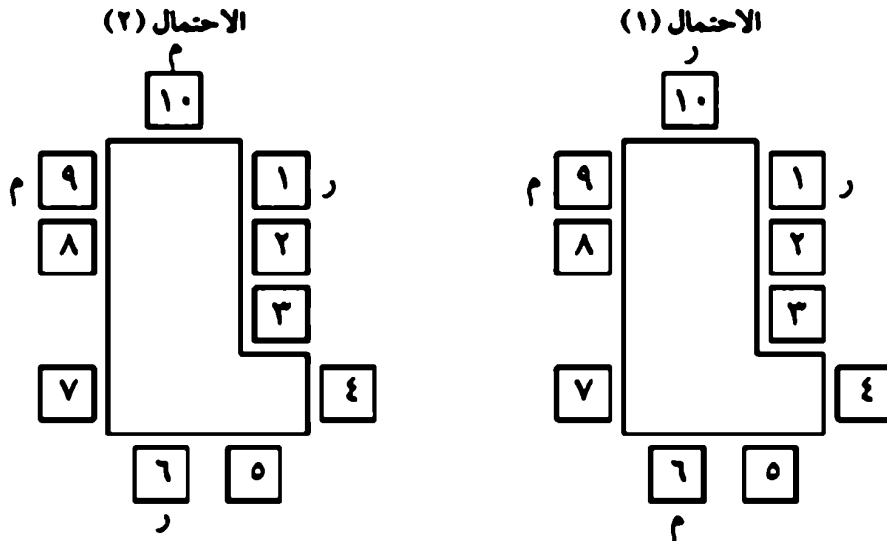 الاحتمال (١)
ر
١٠
٩ م
١ ر
٨
٢
٣
٧
٤
٦
٥
م
الاحتمال (٢)
م
١٠
٩ م
١ ر
٨
٢
٣
٧
٤
٦
٥
ر